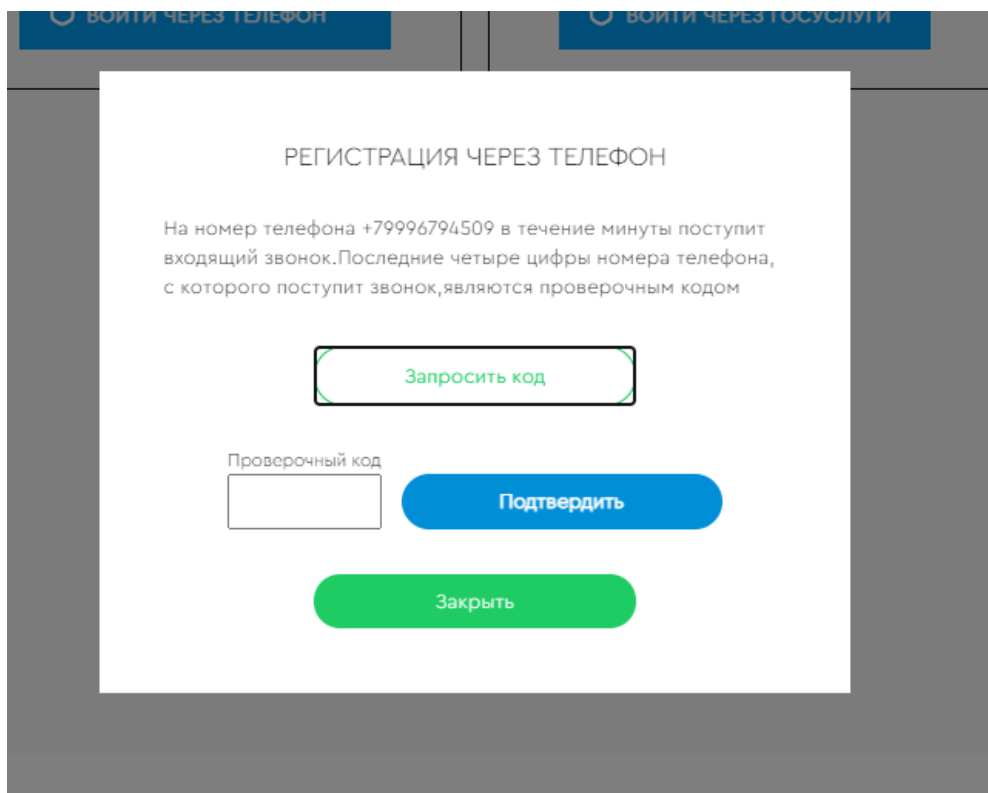 ВОЙТИ ЧЕРЕЗ ТЕЛЕФОН
ВОЙТИ ЧЕРЕЗ ГОСУСЛУГИ
РЕГИСТРАЦИЯ ЧЕРЕЗ ТЕЛЕФОН
На номер телефона +79996794509 в течение минуты поступит
входящий звонок.Последние четыре цифры номера телефона,
с которого поступит звонок,являются проверочным кодом
Запросить код
Проверочный код
Подтвердить
Закрыть